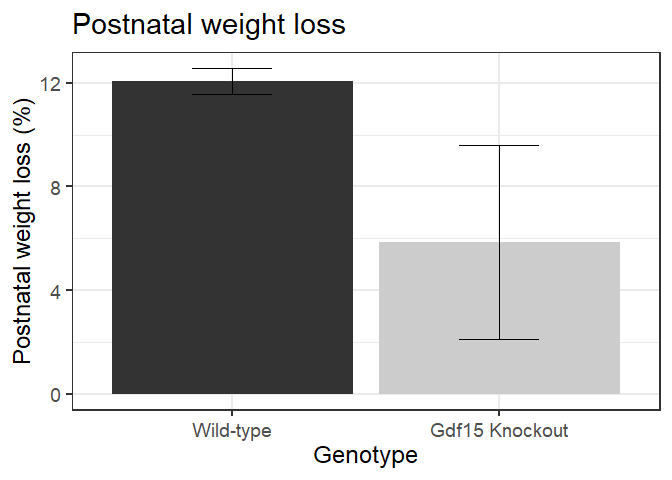 Postnatal weight loss
Postnatal weight loss (%)
12
8
4
0
Wild-type
Gdf15 Knockout
Genotype